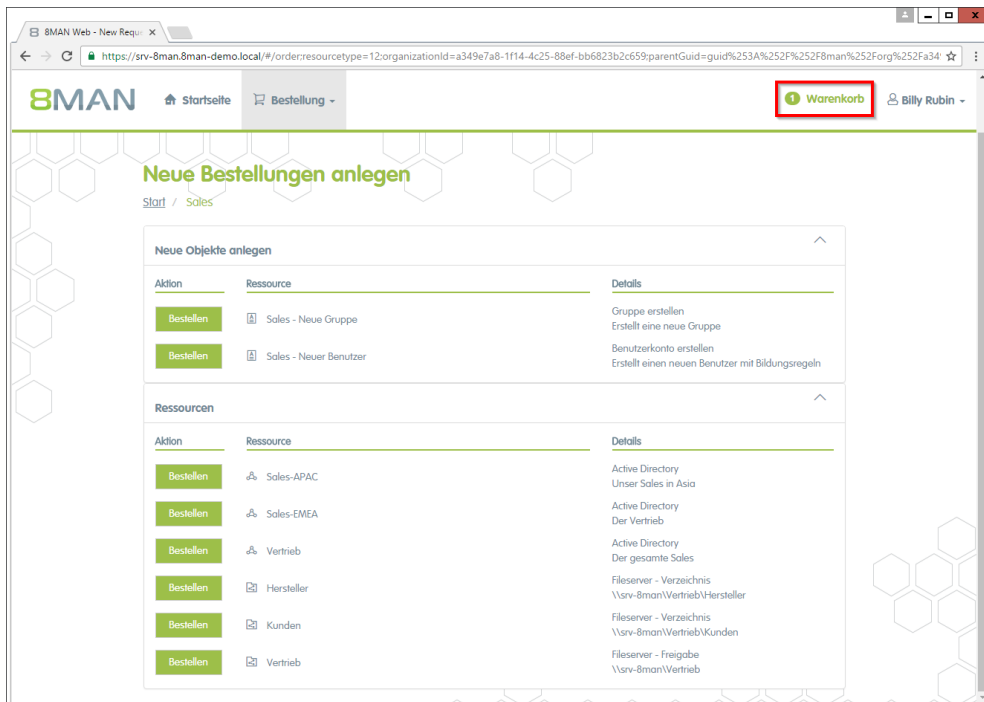 8MAN Web - New Reque
https://srv-8man.8man-demo.local/#/order:resourcetype=12;organizationId=a349e7a8-1f14-4c25-88ef-bb6823b2c659;parentGuid=guid%253A%252F%252F8man%252Forg%252Fa34
8MAN Startseite Bestellung 1 Warenkorb Billy Rubin
Neue Bestellungen anlegen
Start / Sales
Neue Objekte anlegen
Aktion Ressource Details
Bestellen Sales - Neue Gruppe Gruppe erstellen
Erstellt eine neue Gruppe
Bestellen Sales - Neuer Benutzer Benutzerkonto erstellen
Erstellt einen neuen Benutzer mit Bildungsregeln
Ressourcen
Aktion Ressource Details
Bestellen Sales-APAC Active Directory
Unser Sales in Asia
Bestellen Sales-EMEA Active Directory
Der Vertrieb
Bestellen Vertrieb Active Directory
Der gesamte Sales
Bestellen Hersteller Fileserver - Verzeichnis
\\srv-8man\Vertrieb\Hersteller
Bestellen Kunden Fileserver - Verzeichnis
\\srv-8man\Vertrieb\Kunden
Bestellen Vertrieb Fileserver - Freigabe
\\srv-8man\Vertrieb